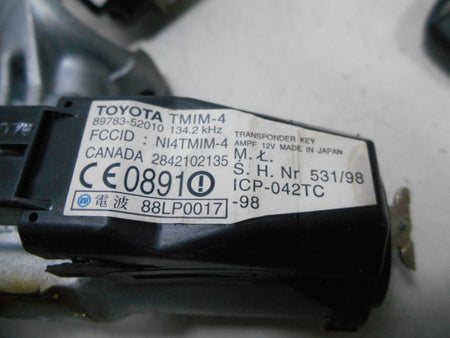 TOYOTA TMIM-4
89783-52010 134.2 kHz
FCCID : NI4TMIM-4
CANADA 2842102135
CE0891
電波 88LP0017
TRANSPONDER KEY
AMPF 12V MADE IN JAPAN
M. Ł.
Ś. H. Nr 531/98
ICP-042TC
-98